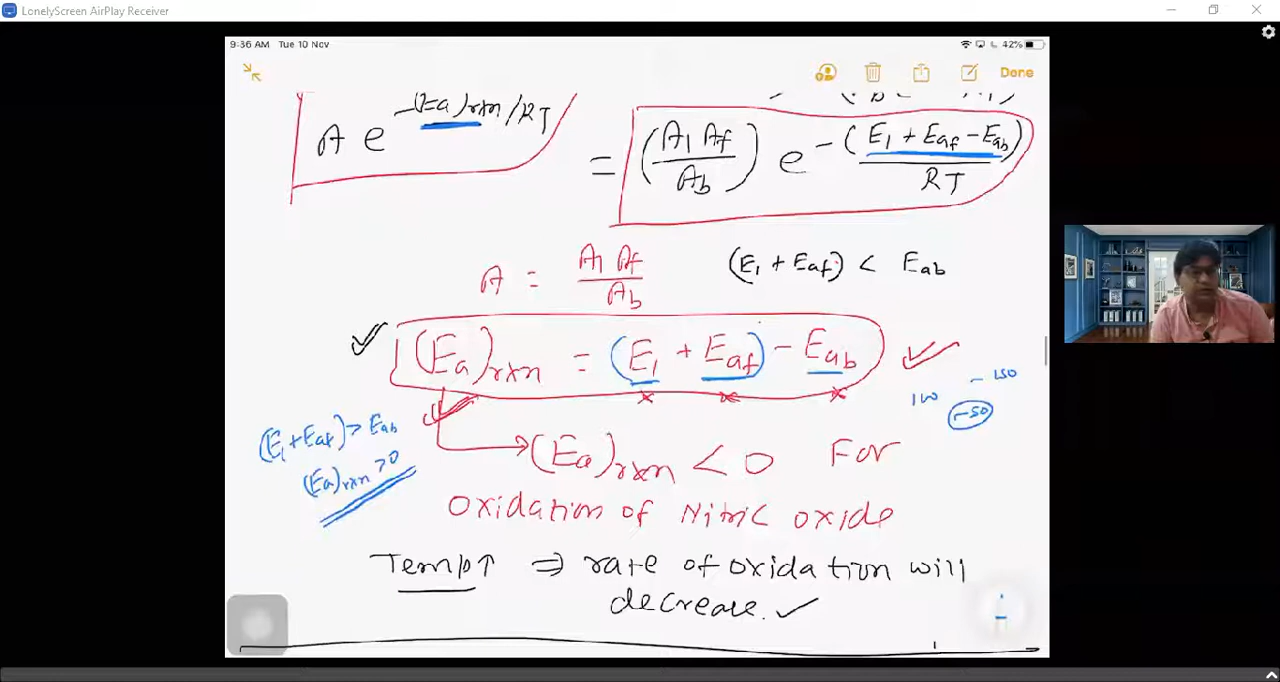 LonelyScreen AirPlay Receiver
9:36 AM Tue 10 Nov
42%
Done
A e^{-(Ea)rxn/RT}
= (A1 Af / Ab) e^{-(E1 + Eaf - Eab) / RT}
A = A1 Af / Ab
(E1 + Eaf) < Eab
(Ea)rxn = (E1 + Eaf) - Eab
100 - 150
-50
(E1 + Eaf) > Eab
(Ea)rxn > 0
(Ea)rxn < 0 For
Oxidation of Nitric oxide
Temp↑ ⇒ rate of oxidation will
decrease.